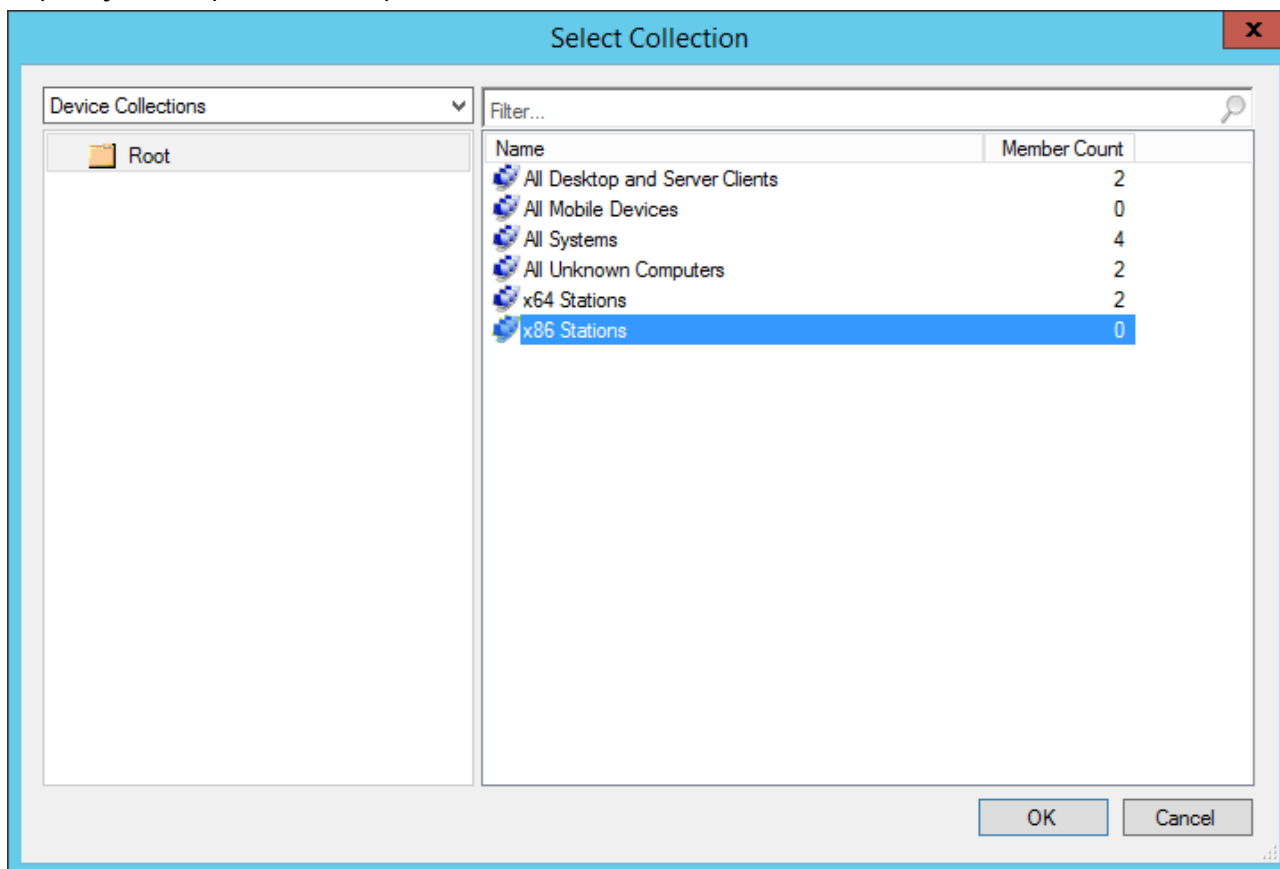 Select Collection
x
Device Collections
Filter...
Root
Name Member Count
All Desktop and Server Clients 2
All Mobile Devices 0
All Systems 4
All Unknown Computers 2
x64 Stations 2
x86 Stations 0
OK Cancel